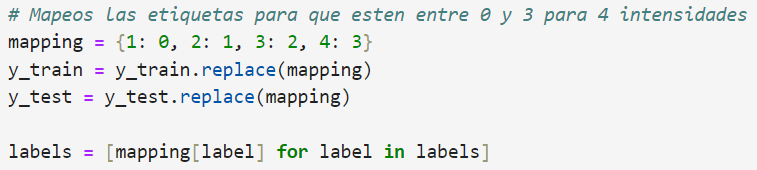 # Mapeos las etiquetas para que esten entre 0 y 3 para 4 intensidades
mapping = {1: 0, 2: 1, 3: 2, 4: 3}
y_train = y_train.replace(mapping)
y_test = y_test.replace(mapping)
labels = [mapping[label] for label in labels]